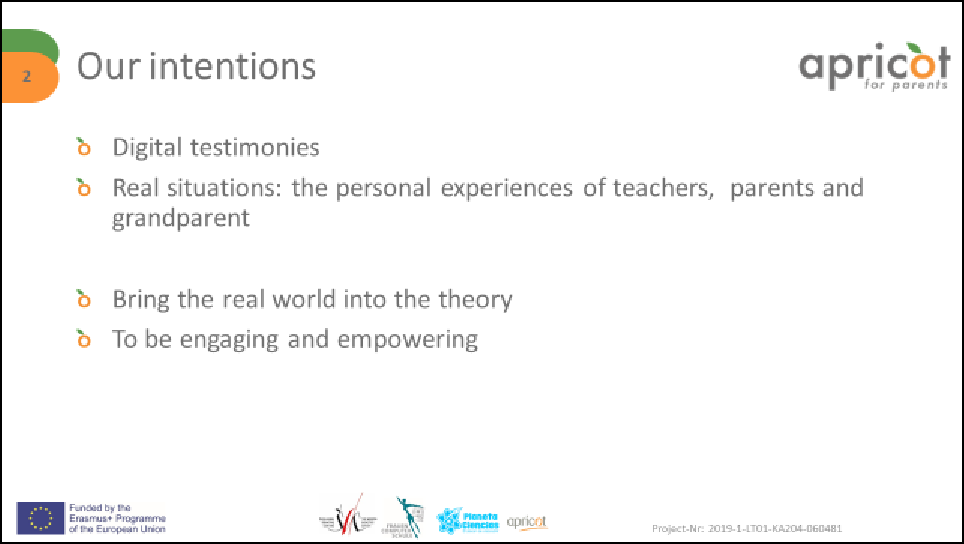 2
Our intentions
apricot
for parents
Digital testimonies
Real situations: the personal experiences of teachers, parents and
grandparent
Bring the real world into the theory
To be engaging and empowering
Funded by the
Erasmus+ Programme
of the European Union
Planeta
Ciencias
apricot
Project-Nr: 2019-1-LT01-KA204-060481